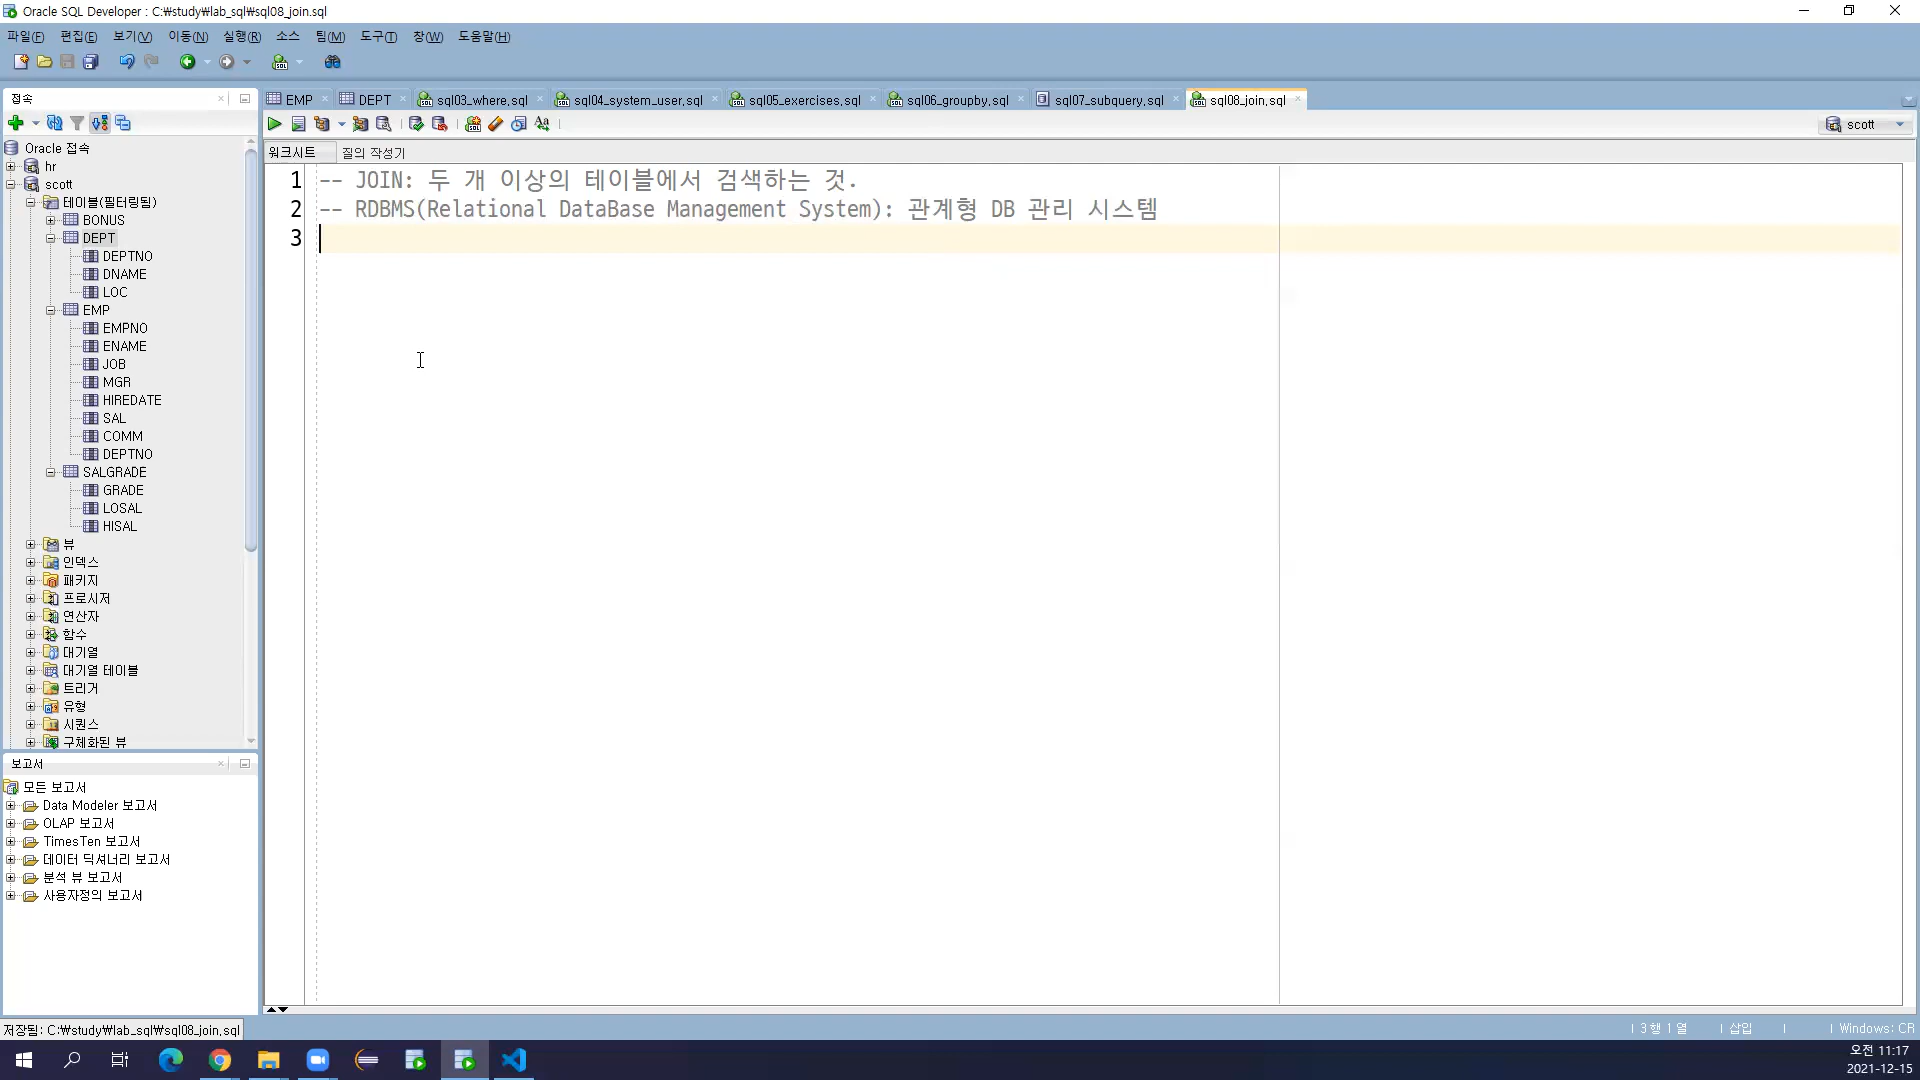 Oracle SQL Developer : C:₩study₩lab_sql₩sql08_join.sql
파일(F) 편집(E) 보기(V) 이동(N) 실행(R) 소스 팀(M) 도구(T) 창(W) 도움말(H)
접속
EMP DEPT sql03_where.sql sql04_system_user.sql sql05_exercises.sql sql06_groupby.sql sql07_subquery.sql sql08_join.sql
scott
워크시트 질의 작성기
Oracle 접속
hr
scott
테이블(필터링됨)
BONUS
DEPT
DEPTNO
DNAME
LOC
EMP
EMPNO
ENAME
JOB
MGR
HIREDATE
SAL
COMM
DEPTNO
SALGRADE
GRADE
LOSAL
HISAL
뷰
인덱스
패키지
프로시저
연산자
함수
대기열
대기열 테이블
트리거
유형
시퀀스
구체화된 뷰
1 -- JOIN: 두 개 이상의 테이블에서 검색하는 것.
2 -- RDBMS(Relational DataBase Management System): 관계형 DB 관리 시스템
3
보고서
모든 보고서
Data Modeler 보고서
OLAP 보고서
TimesTen 보고서
데이터 딕셔너리 보고서
분석 뷰 보고서
사용자정의 보고서
저장됨: C:₩study₩lab_sql₩sql08_join.sql
3행 1열 삽입 Windows: CR
오전 11:17
2021-12-15